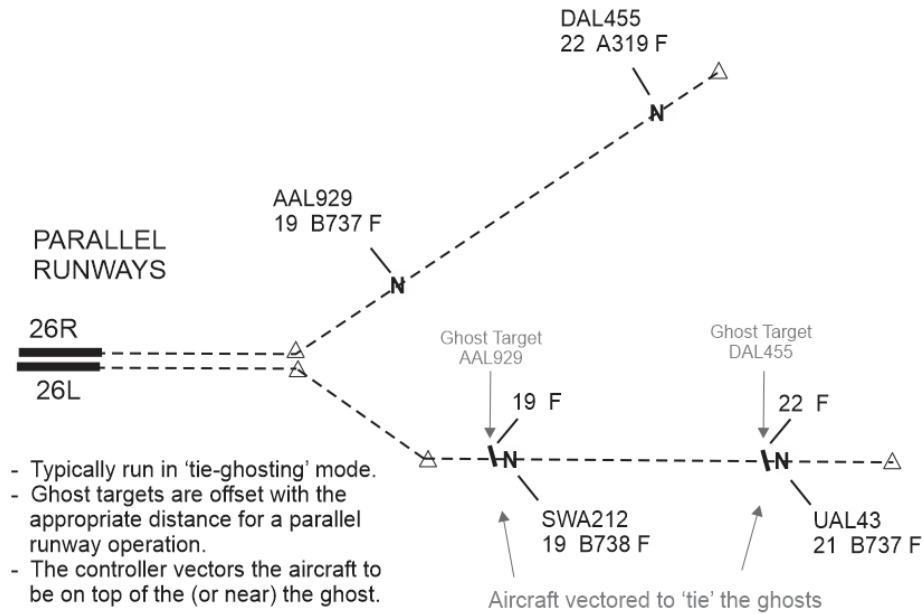 DAL455
22 A319 F
N
AAL929
19 B737 F
N
PARALLEL
RUNWAYS
26R
26L
Ghost Target
AAL929
Ghost Target
DAL455
19 F
22 F
N
N
SWA212
19 B738 F
UAL43
21 B737 F
- Typically run in ‘tie-ghosting’ mode.
- Ghost targets are offset with the
appropriate distance for a parallel
runway operation.
- The controller vectors the aircraft to
be on top of the (or near) the ghost.
Aircraft vectored to ‘tie’ the ghosts